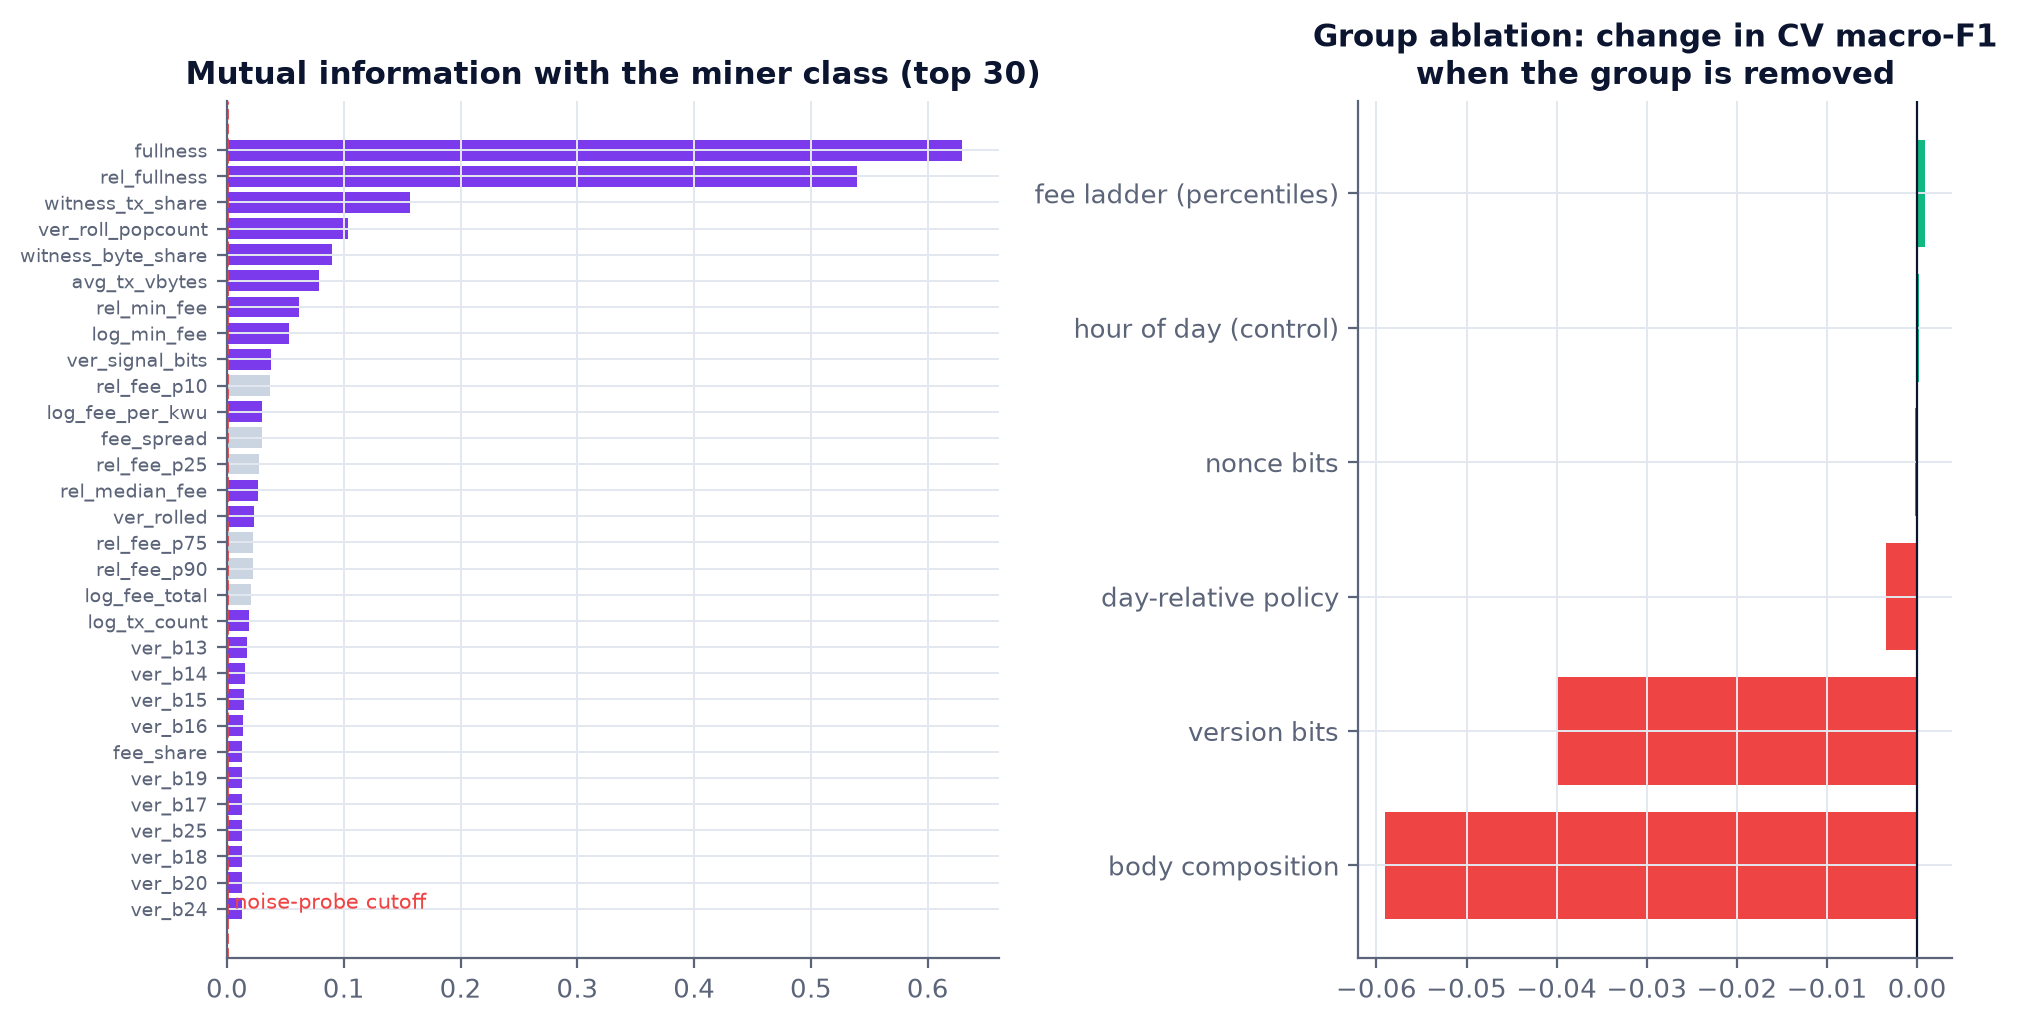 Mutual information with the miner class (top 30)
fullness
rel_fullness
witness_tx_share
ver_roll_popcount
witness_byte_share
avg_tx_vbytes
rel_min_fee
log_min_fee
ver_signal_bits
rel_fee_p10
log_fee_per_kwu
fee_spread
rel_fee_p25
rel_median_fee
ver_rolled
rel_fee_p75
rel_fee_p90
log_fee_total
log_tx_count
ver_b13
ver_b14
ver_b15
ver_b16
fee_share
ver_b19
ver_b17
ver_b25
ver_b18
ver_b20
ver_b24
noise-probe cutoff
0.0 0.1 0.2 0.3 0.4 0.5 0.6
Group ablation: change in CV macro-F1
when the group is removed
fee ladder (percentiles)
hour of day (control)
nonce bits
day-relative policy
version bits
body composition
−0.06 −0.05 −0.04 −0.03 −0.02 −0.01 0.00